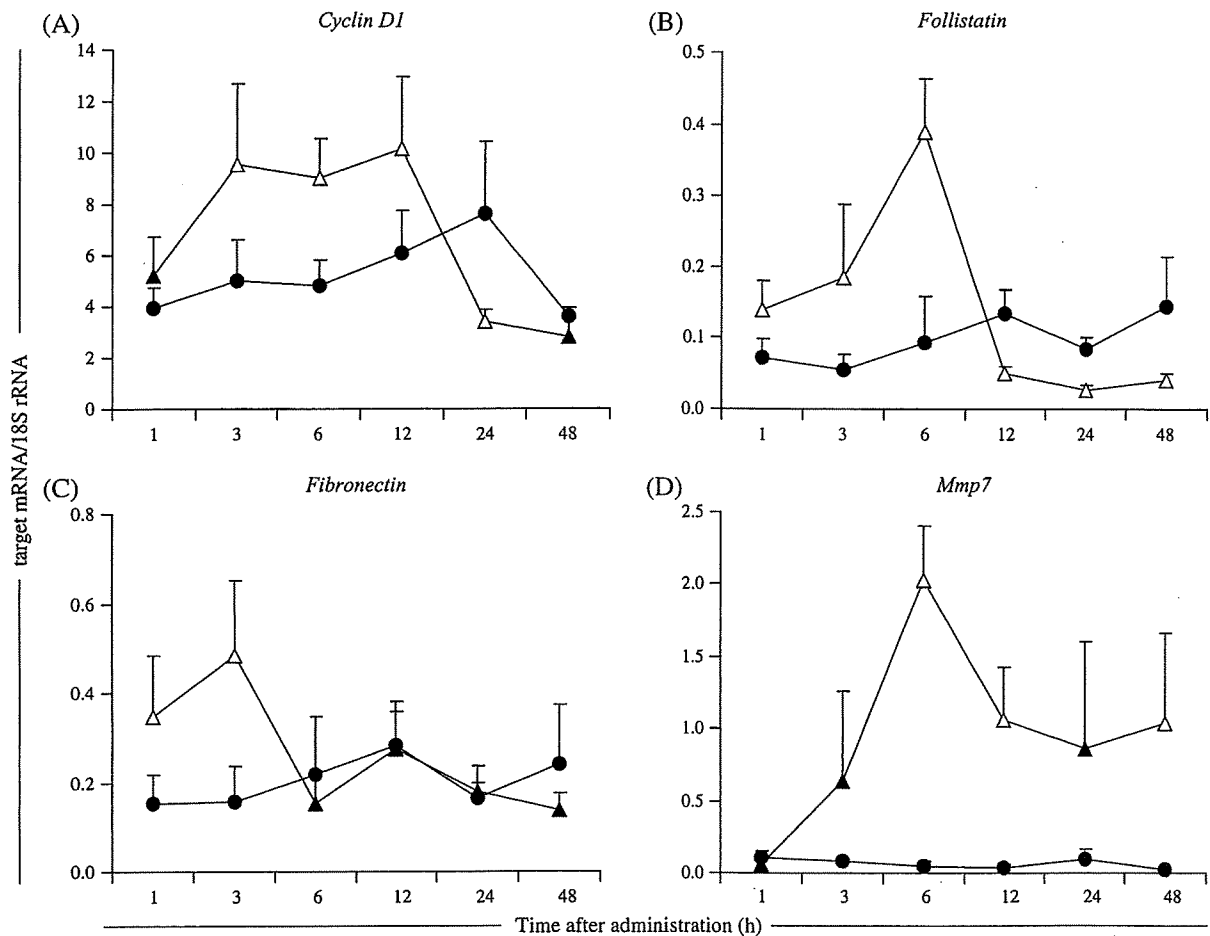 (A)
Cyclin D1
14
12
10
8
6
4
2
0
1 3 6 12 24 48
(B)
Follistatin
0.5
0.4
0.3
0.2
0.1
0.0
1 3 6 12 24 48
target mRNA/18S rRNA
(C)
Fibronectin
0.8
0.6
0.4
0.2
0.0
1 3 6 12 24 48
(D)
Mmp7
2.5
2.0
1.5
1.0
0.5
0.0
1 3 6 12 24 48
Time after administration (h)